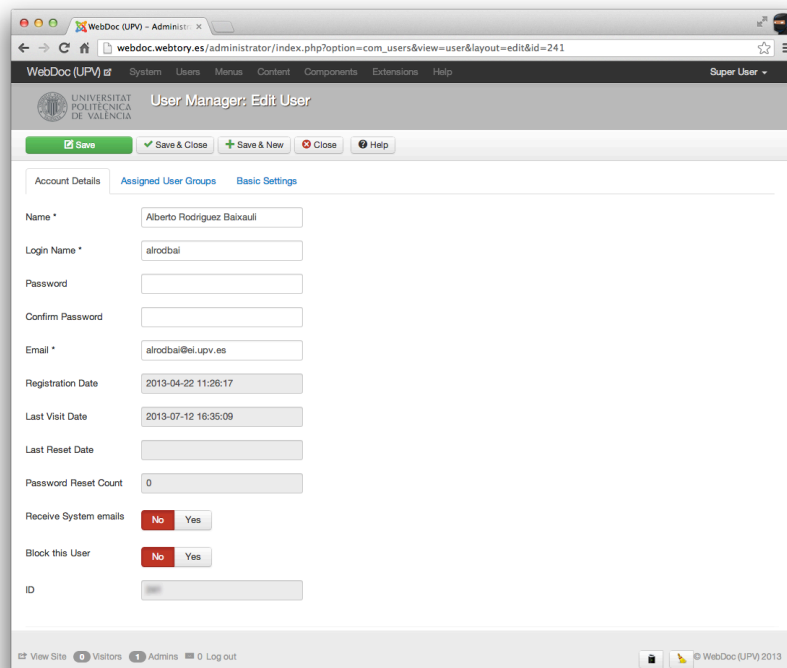 WebDoc (UPV) – Administr
webdoc.webtory.es/administrator/index.php?option=com_users&view=user&layout=edit&id=241
WebDoc (UPV) System Users Menus Content Components Extensions Help Super User
UNIVERSITAT
POLITÈCNICA
DE VALÈNCIA
User Manager: Edit User
Save Save & Close Save & New Close Help
Account Details Assigned User Groups Basic Settings
Name * Alberto Rodriguez Baixauli
Login Name * alrodbai
Password
Confirm Password
Email * alrodbai@ei.upv.es
Registration Date 2013-04-22 11:26:17
Last Visit Date 2013-07-12 16:35:09
Last Reset Date
Password Reset Count 0
Receive System emails No Yes
Block this User No Yes
ID
View Site 0 Visitors 1 Admins 0 Log out © WebDoc (UPV) 2013